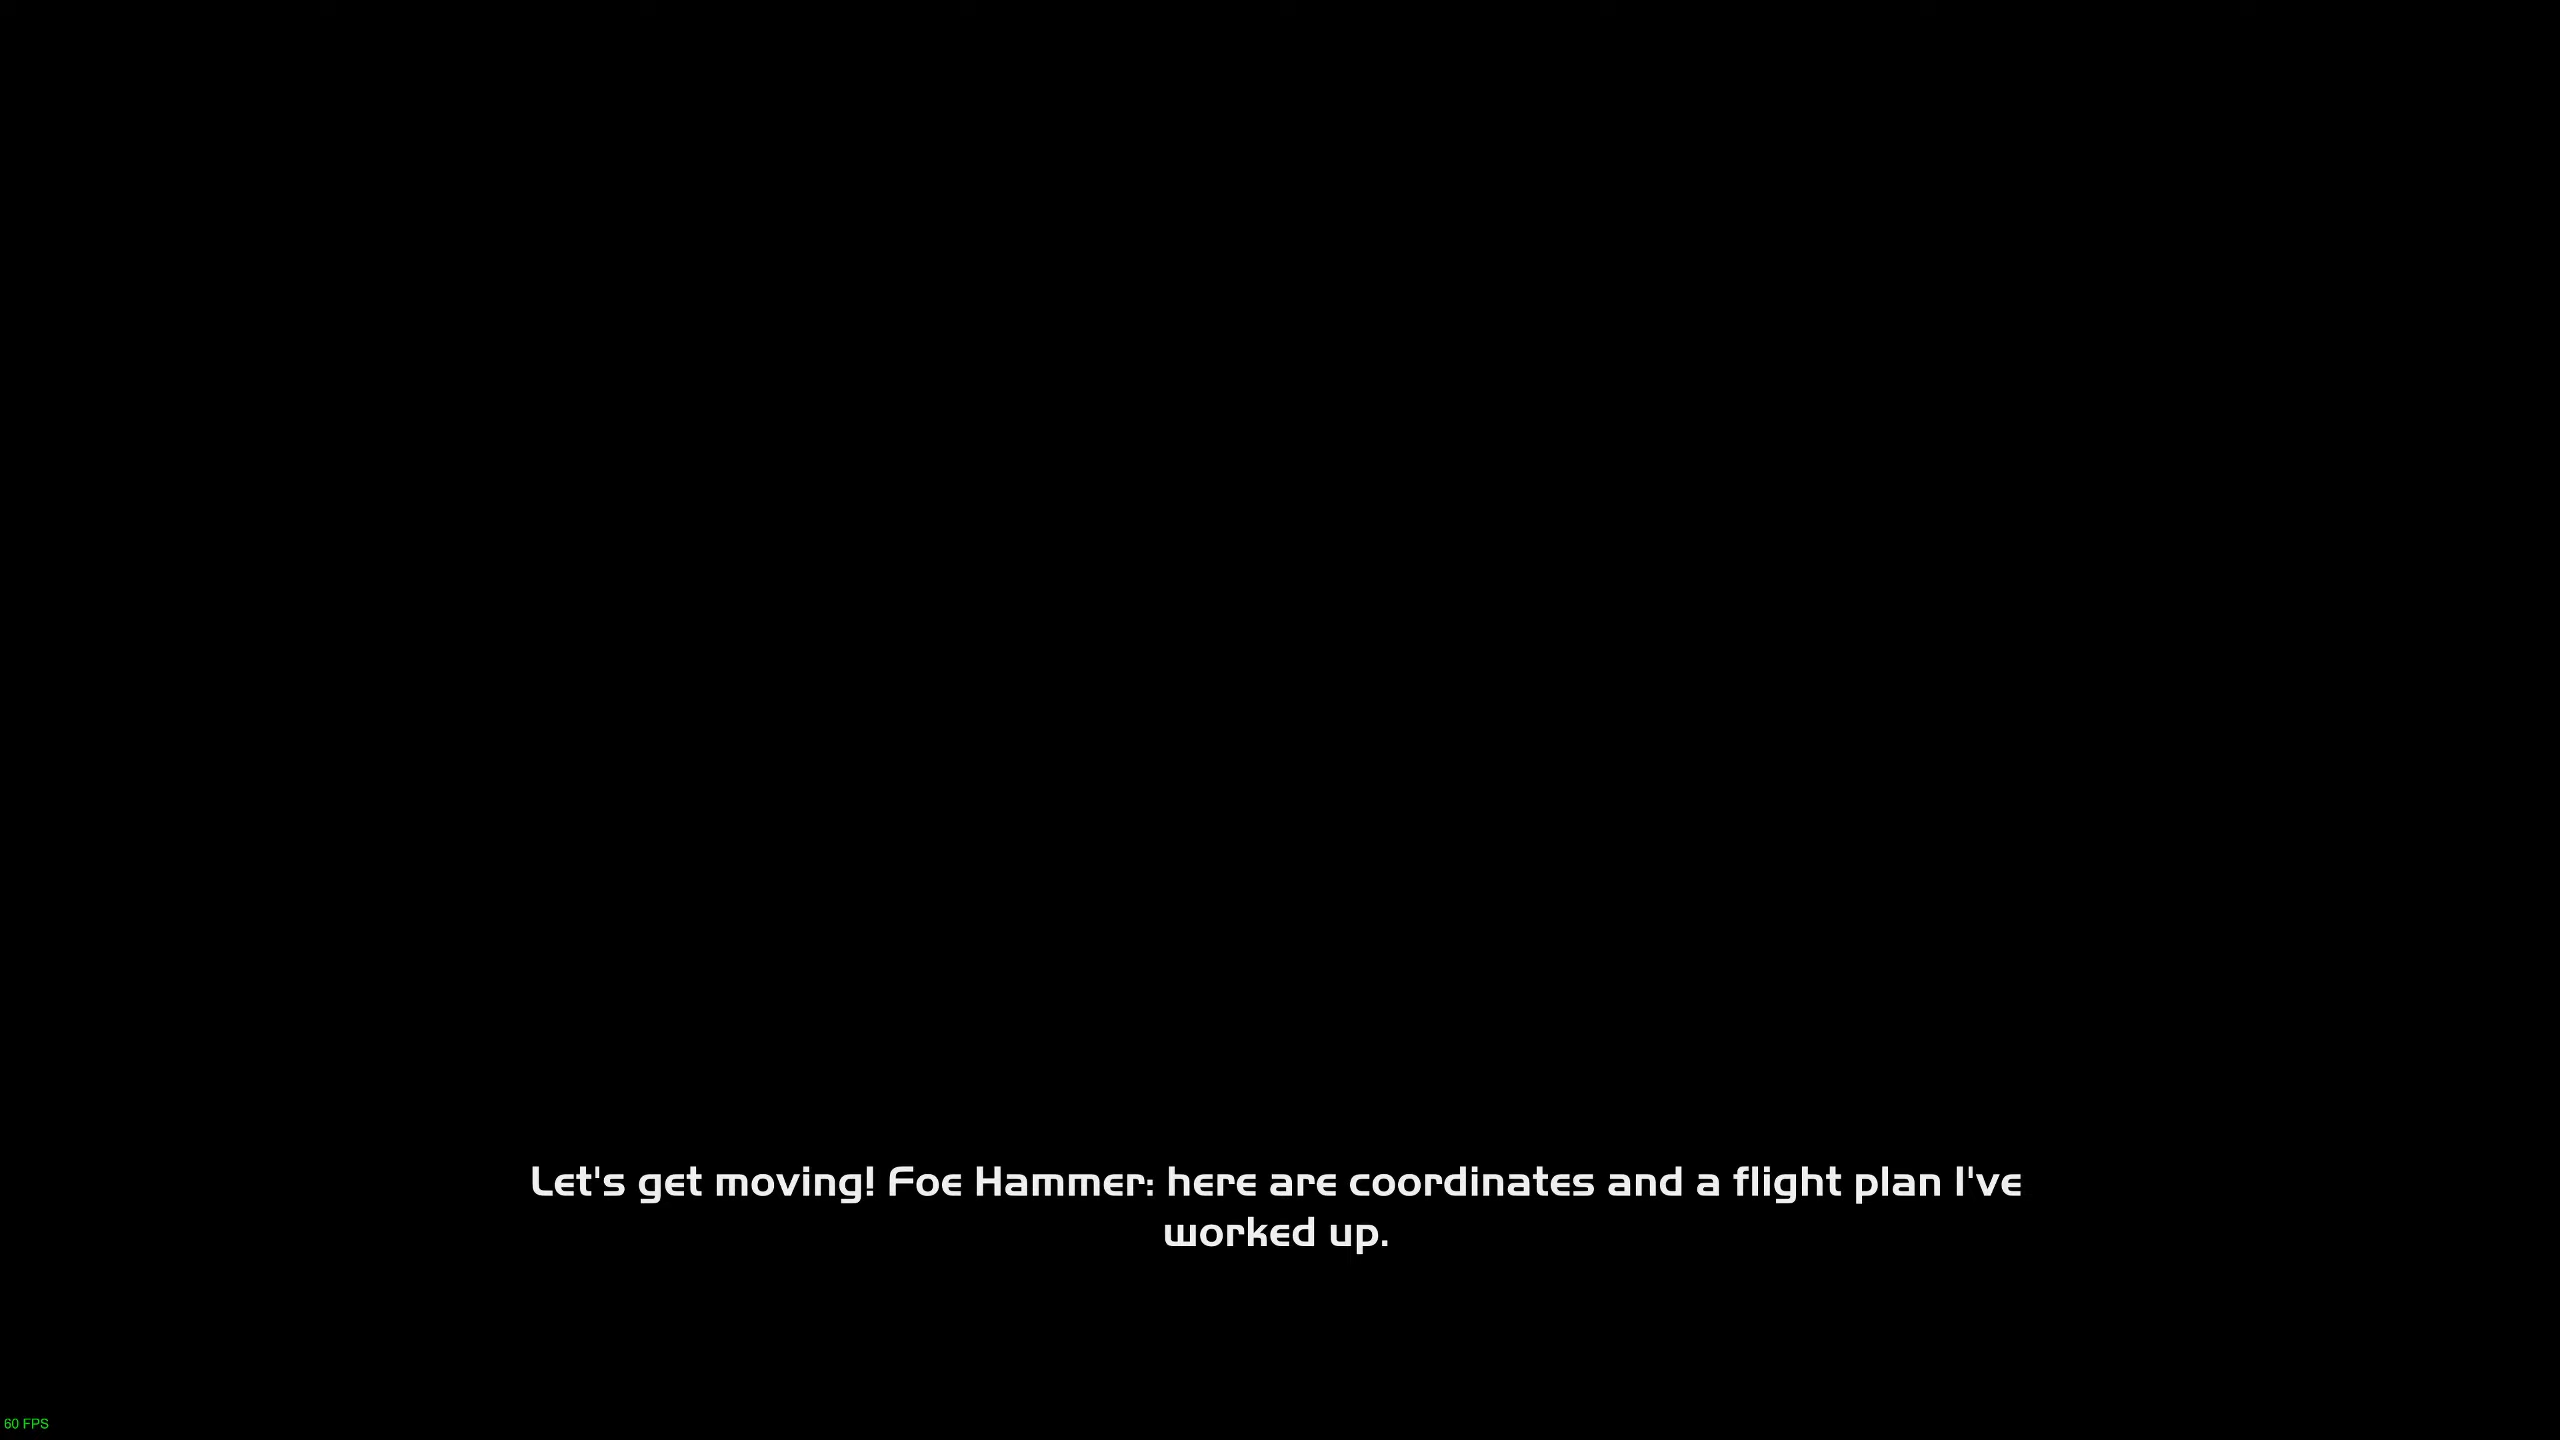 Let's get moving! Foe Hammer: here are coordinates and a flight plan I've
worked up.
60 FPS